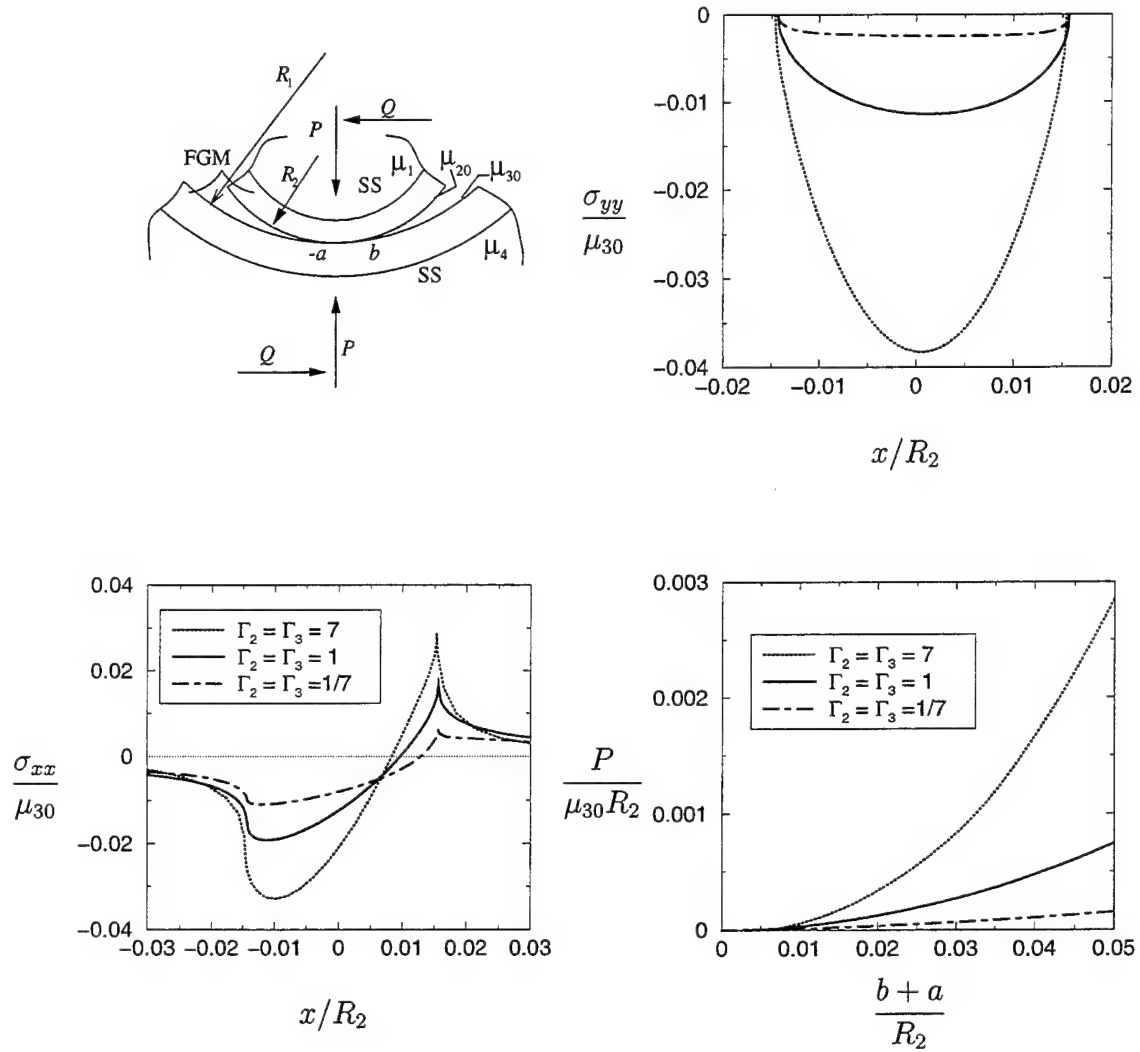 R₁
P
Q
FGM
R₂
μ₁
μ₂₀
μ₃₀
SS
-a
b
μ₄
SS
Q
P
0
−0.01
−0.02
−0.03
−0.04
σ_yy / μ₃₀
−0.02 −0.01 0 0.01 0.02
x/R₂
0.04
0.02
0
−0.02
−0.04
σ_xx / μ₃₀
Γ₂ = Γ₃ = 7
Γ₂ = Γ₃ = 1
Γ₂ = Γ₃ =1/7
−0.03 −0.02 −0.01 0 0.01 0.02 0.03
x/R₂
0.003
0.002
0.001
0
P / μ₃₀R₂
Γ₂ = Γ₃ = 7
Γ₂ = Γ₃ = 1
Γ₂ = Γ₃ =1/7
0 0.01 0.02 0.03 0.04 0.05
b + a / R₂